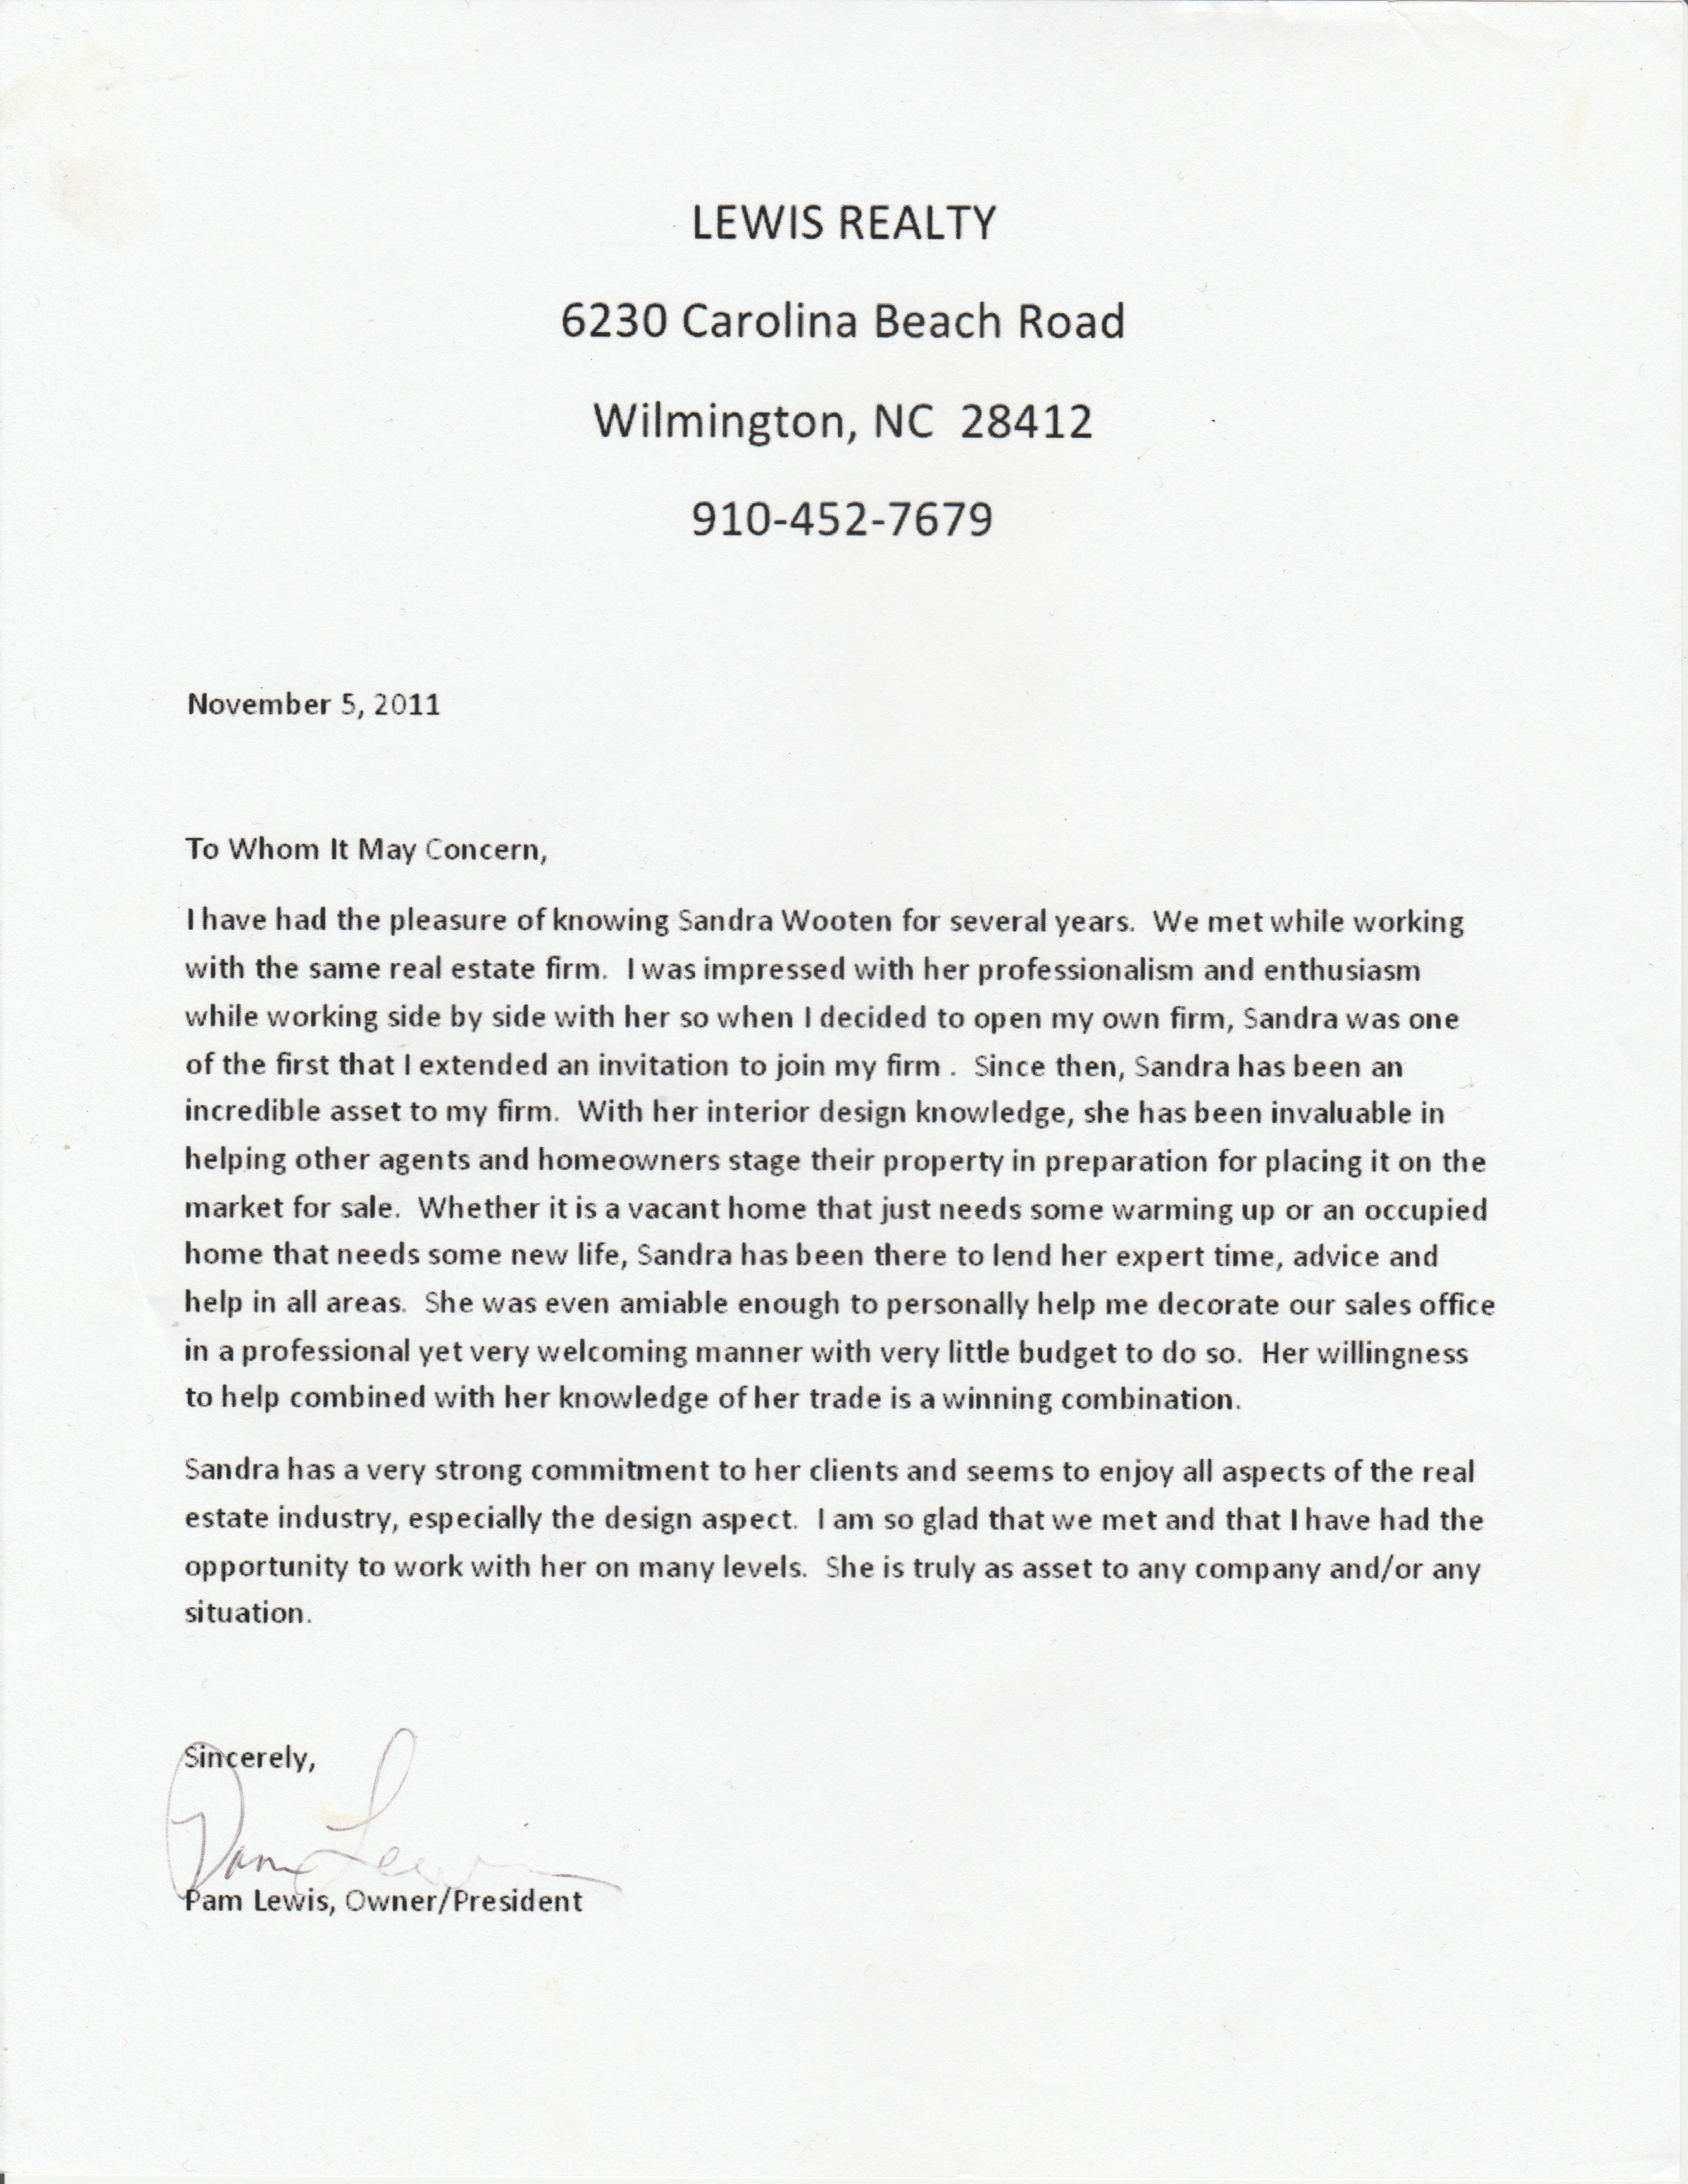 LEWIS REALTY
6230 Carolina Beach Road
Wilmington, NC  28412
910-452-7679
November 5, 2011
To Whom It May Concern,
I have had the pleasure of knowing Sandra Wooten for several years.  We met while working
with the same real estate firm.  I was impressed with her professionalism and enthusiasm
while working side by side with her so when I decided to open my own firm, Sandra was one
of the first that I extended an invitation to join my firm .  Since then, Sandra has been an
incredible asset to my firm.  With her interior design knowledge, she has been invaluable in
helping other agents and homeowners stage their property in preparation for placing it on the
market for sale.  Whether it is a vacant home that just needs some warming up or an occupied
home that needs some new life, Sandra has been there to lend her expert time, advice and
help in all areas.  She was even amiable enough to personally help me decorate our sales office
in a professional yet very welcoming manner with very little budget to do so.  Her willingness
to help combined with her knowledge of her trade is a winning combination.
Sandra has a very strong commitment to her clients and seems to enjoy all aspects of the real
estate industry, especially the design aspect.  I am so glad that we met and that I have had the
opportunity to work with her on many levels.  She is truly as asset to any company and/or any
situation.
Sincerely,
Pam Lewis
Pam Lewis, Owner/President